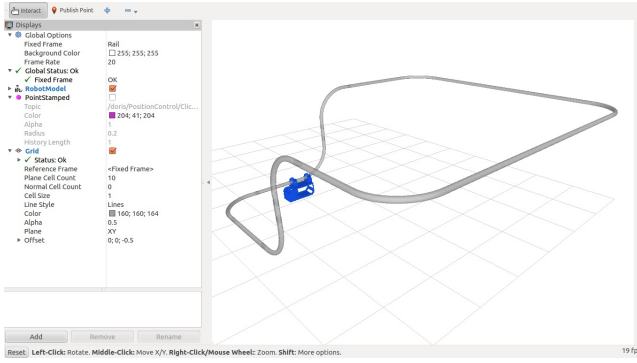 Interact Publish Point
Displays
Global Options
Fixed Frame Rail
Background Color 255; 255; 255
Frame Rate 20
Global Status: Ok
Fixed Frame OK
RobotModel
PointStamped
Topic /doris/PositionControl/Clic...
Color 204; 41; 204
Alpha 1
Radius 0.2
History Length 1
Grid
Status: Ok
Reference Frame <Fixed Frame>
Plane Cell Count 10
Normal Cell Count 0
Cell Size 1
Line Style Lines
Color 160; 160; 164
Alpha 0.5
Plane XY
Offset 0; 0; -0.5
Add Remove Rename
Reset Left-Click: Rotate. Middle-Click: Move X/Y. Right-Click/Mouse Wheel:: Zoom. Shift: More options. 19 fp